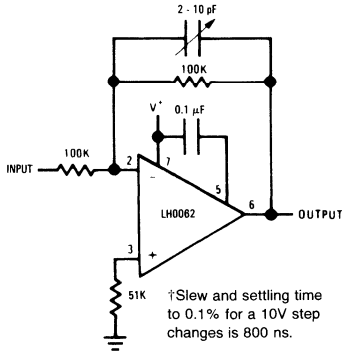 2 - 10 pF
100K
V+ 0.1 µF
100K
INPUT
2
7
-
5
6
LH0062
OUTPUT
3
+
51K
†Slew and settling time
to 0.1% for a 10V step
changes is 800 ns.